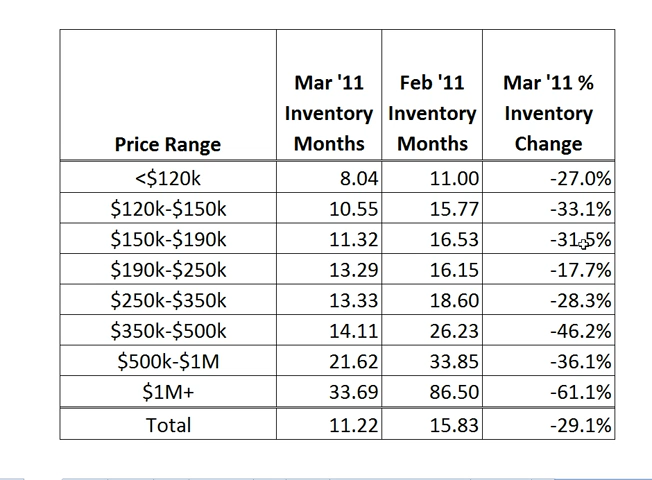 Price Range Mar '11 Inventory Months Feb '11 Inventory Months Mar '11 % Inventory Change
<$120k 8.04 11.00 -27.0%
$120k-$150k 10.55 15.77 -33.1%
$150k-$190k 11.32 16.53 -31.5%
$190k-$250k 13.29 16.15 -17.7%
$250k-$350k 13.33 18.60 -28.3%
$350k-$500k 14.11 26.23 -46.2%
$500k-$1M 21.62 33.85 -36.1%
$1M+ 33.69 86.50 -61.1%
Total 11.22 15.83 -29.1%